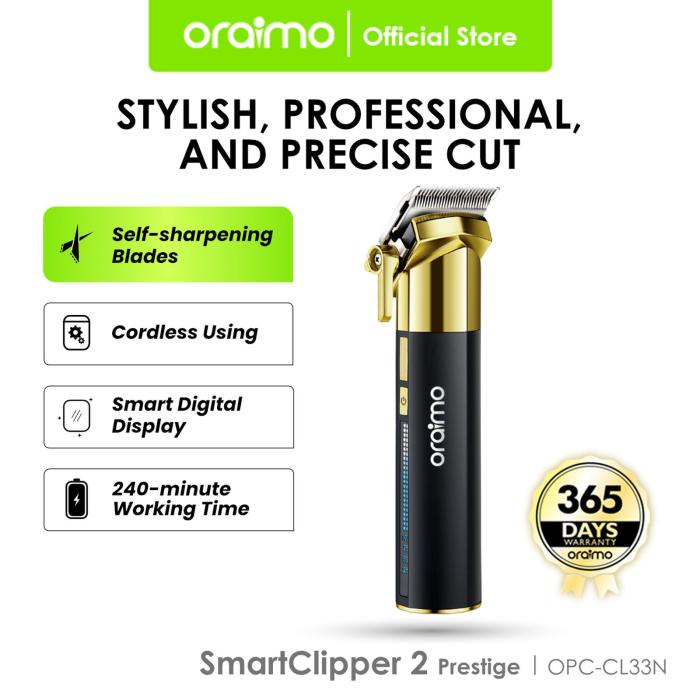 oraimo | Official Store
STYLISH, PROFESSIONAL,
AND PRECISE CUT
Self-sharpening
Blades
Cordless Using
Smart Digital
Display
240-minute
Working Time
oraimo
365
DAYS
WARRANTY
oraimo
SmartClipper 2 Prestige | OPC-CL33N